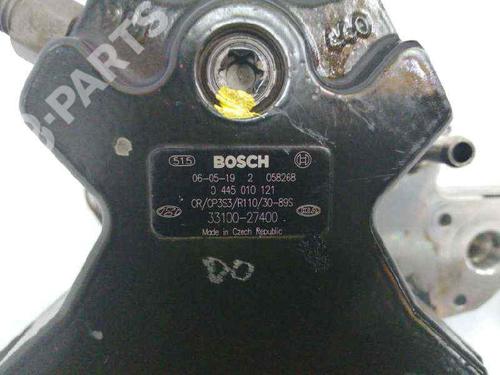 B-PARTS
515
BOSCH
06-05-19 2 058268
0 445 010 121
CR/CP3S3/R110/30-89S
33100-27400
Made in Czech Republic